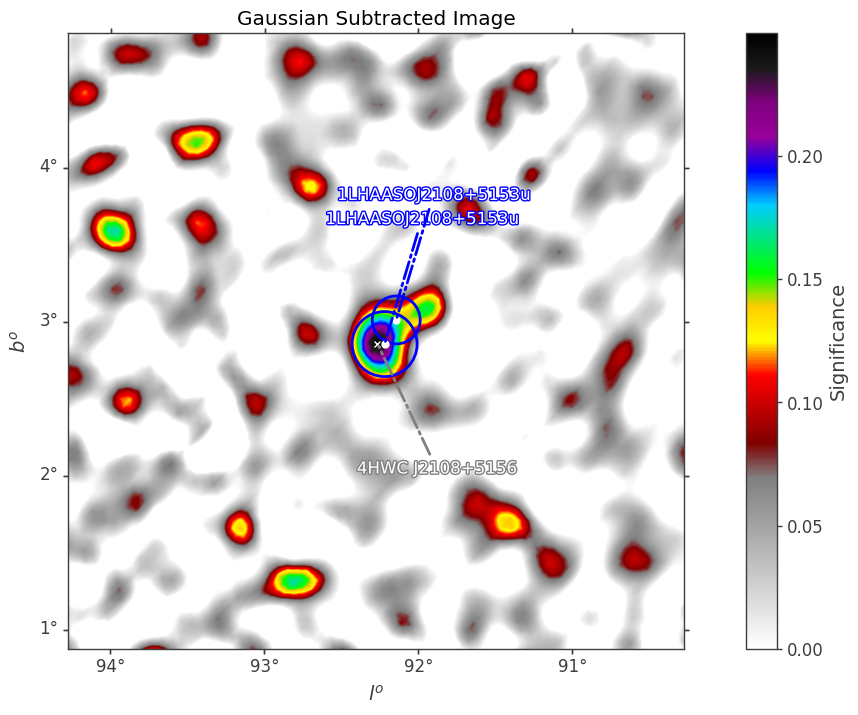 Gaussian Subtracted Image
4°
3°
2°
1°
b°
1LHAASOJ2108+5153u
1LHAASOJ2108+5153u
4HWC J2108+5156
94°
93°
92°
91°
l°
0.20
0.15
0.10
0.05
0.00
Significance